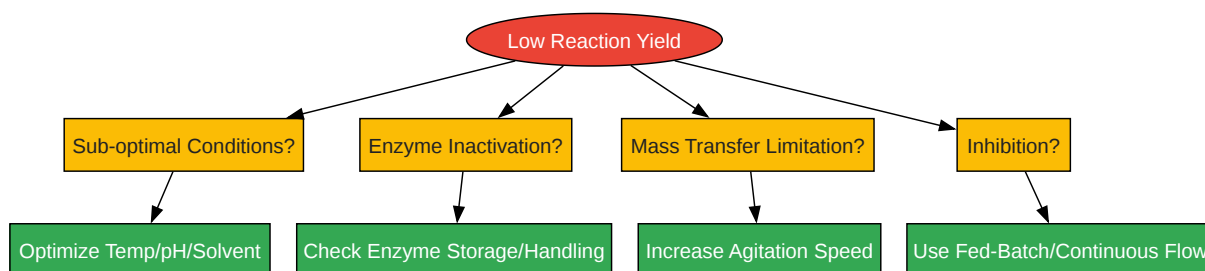 Low Reaction Yield
Sub-optimal Conditions?
Enzyme Inactivation?
Mass Transfer Limitation?
Inhibition?
Optimize Temp/pH/Solvent
Check Enzyme Storage/Handling
Increase Agitation Speed
Use Fed-Batch/Continuous Flow